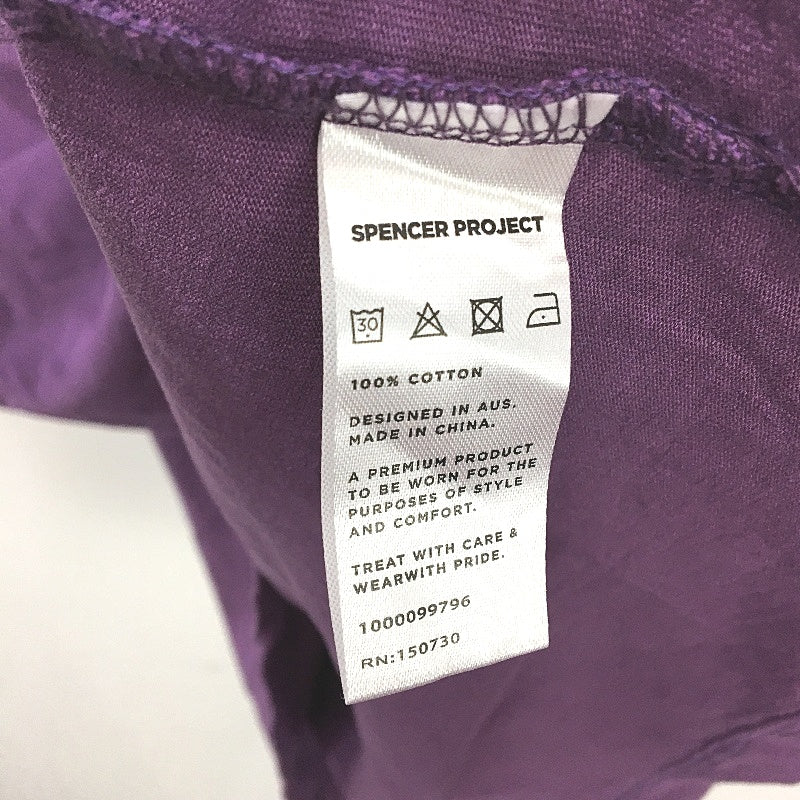 SPENCER PROJECT
30
100% COTTON
DESIGNED IN AUS.
MADE IN CHINA.
A PREMIUM PRODUCT
TO BE WORN FOR THE
PURPOSES OF STYLE
AND COMFORT.
TREAT WITH CARE &
WEARWITH PRIDE.
1000099796
RN:150730